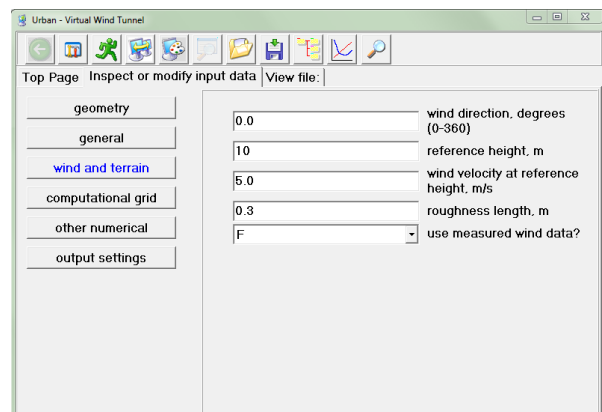 Urban - Virtual Wind Tunnel
Top Page Inspect or modify input data View file:
geometry
general
wind and terrain
computational grid
other numerical
output settings
0.0 wind direction, degrees
(0-360)
10 reference height, m
5.0 wind velocity at reference
height, m/s
0.3 roughness length, m
F use measured wind data?